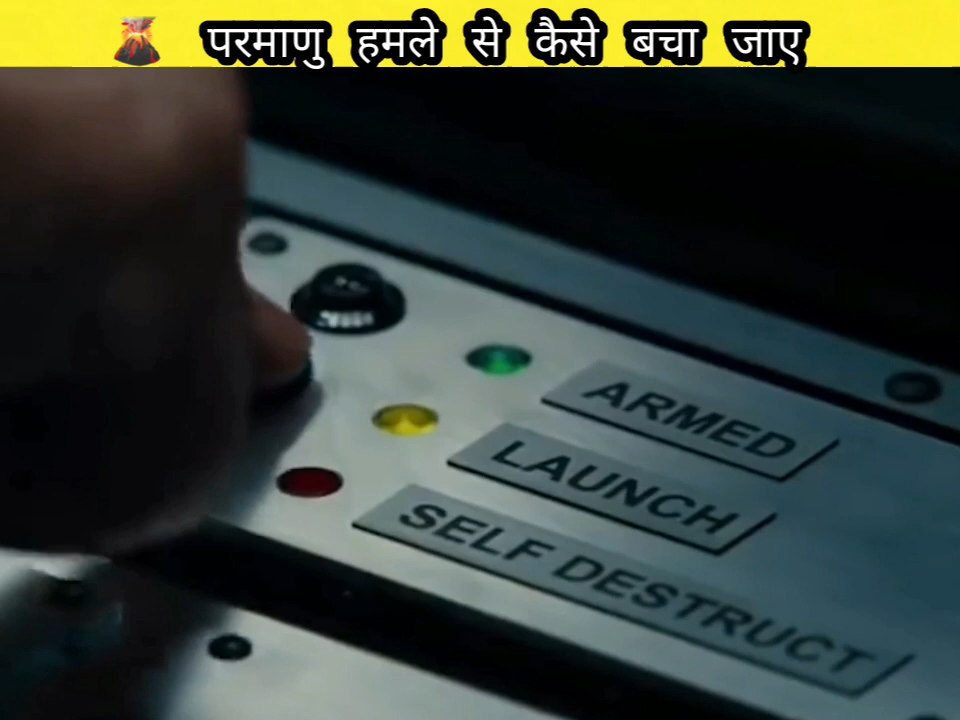 परमाणु हमले से कैसे बचा जाए
ARMED
LAUNCH
SELF DESTRUCT